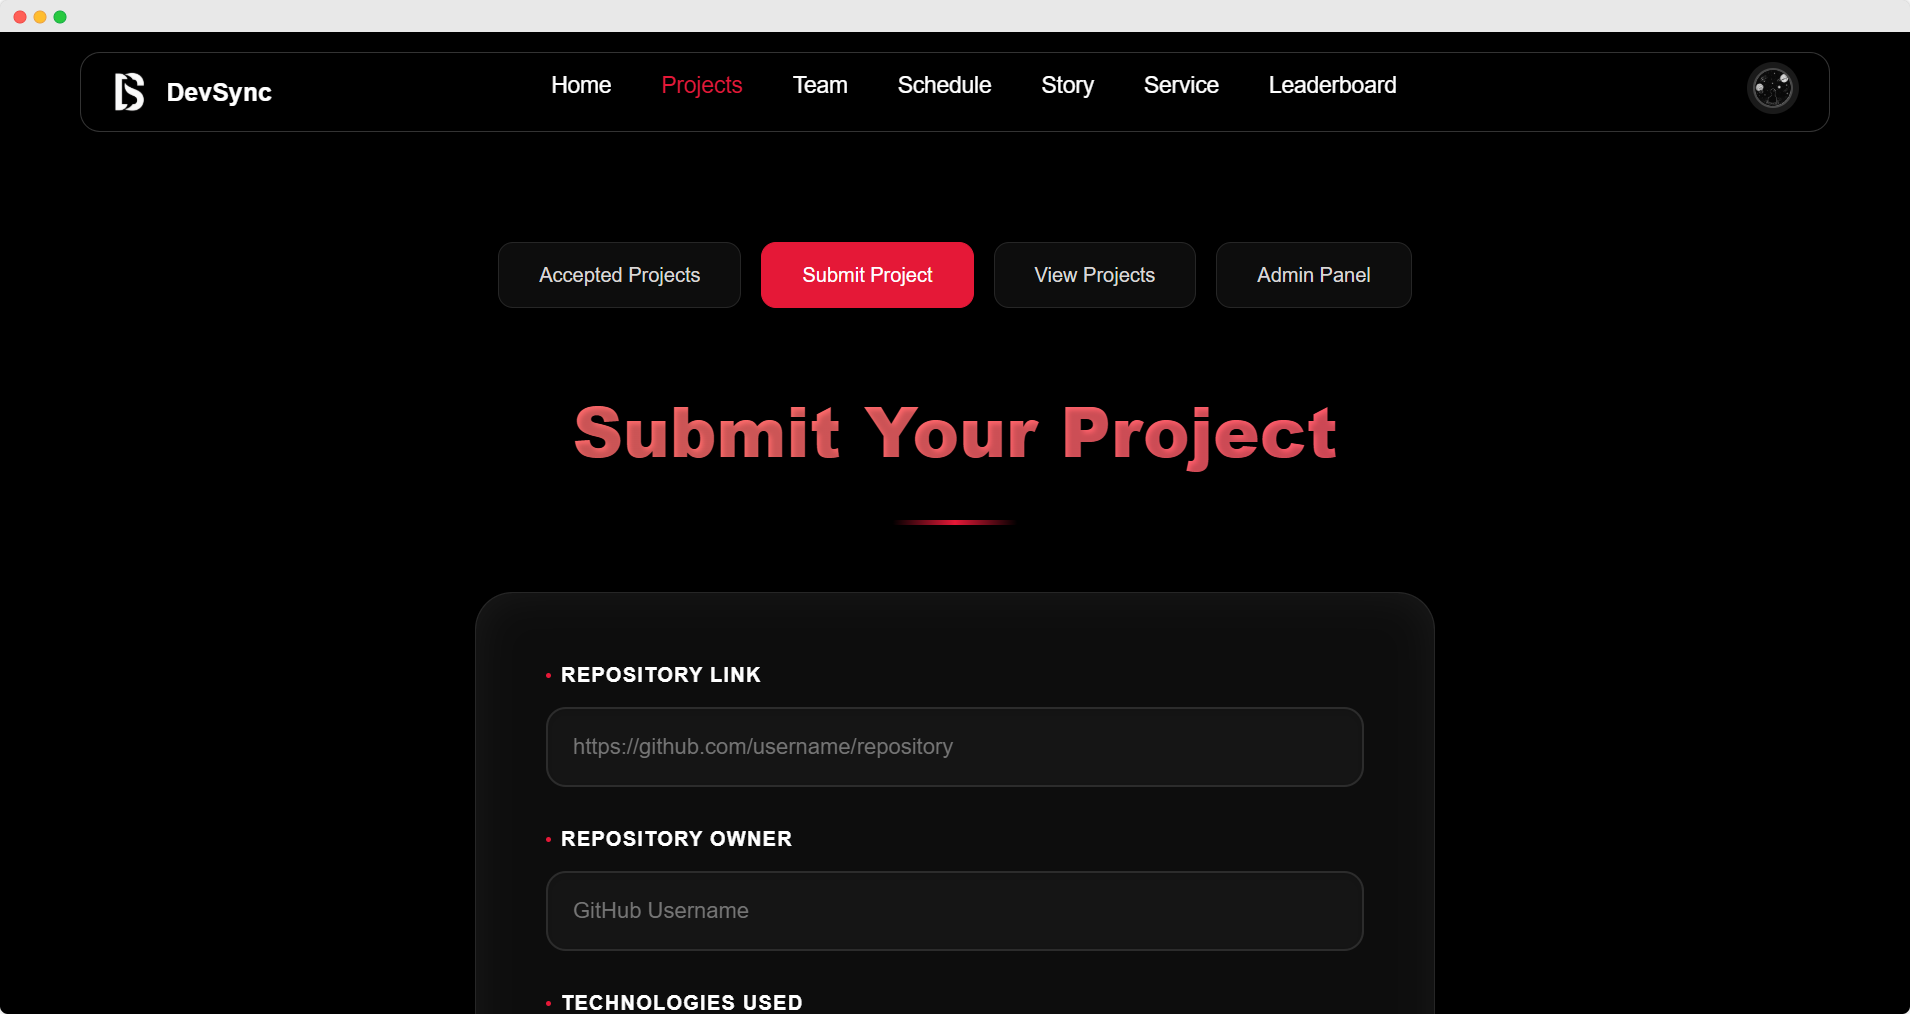 DevSync
Home Projects Team Schedule Story Service Leaderboard
Accepted Projects Submit Project View Projects Admin Panel
Submit Your Project
REPOSITORY LINK
https://github.com/username/repository
REPOSITORY OWNER
GitHub Username
TECHNOLOGIES USED